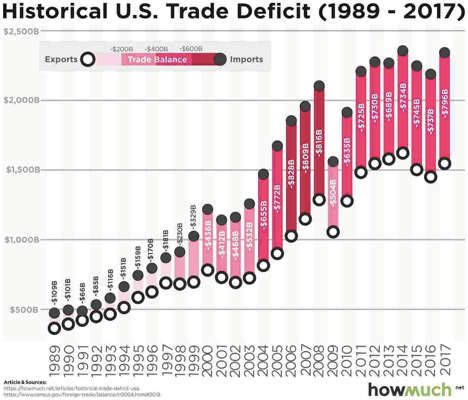 Historical U.S. Trade Deficit (1989 - 2017)
$2,500B
-$200B -$400B -$600B
Exports Trade Balance Imports
$2,000B
$1,500B
$1,000B
$500B
-$109B
-$101B
-$66B
-$85B
-$116B
-$151B
-$159B
-$170B
-$181B
-$230B
-$329B
-$436B
-$412B
-$468B
-$532B
-$655B
-$772B
-$828B
-$809B
-$816B
-$504B
-$635B
-$725B
-$730B
-$689B
-$734B
-$745B
-$737B
-$796B
1989
1990
1991
1992
1993
1994
1995
1996
1997
1998
1999
2000
2001
2002
2003
2004
2005
2006
2007
2008
2009
2010
2011
2012
2013
2014
2015
2016
2017
Article & Sources:
https://howmuch.net/articles/historical-trade-deficit-usa
https://www.census.gov/foreign-trade/balance/c0004.html#2018
howmuch.net